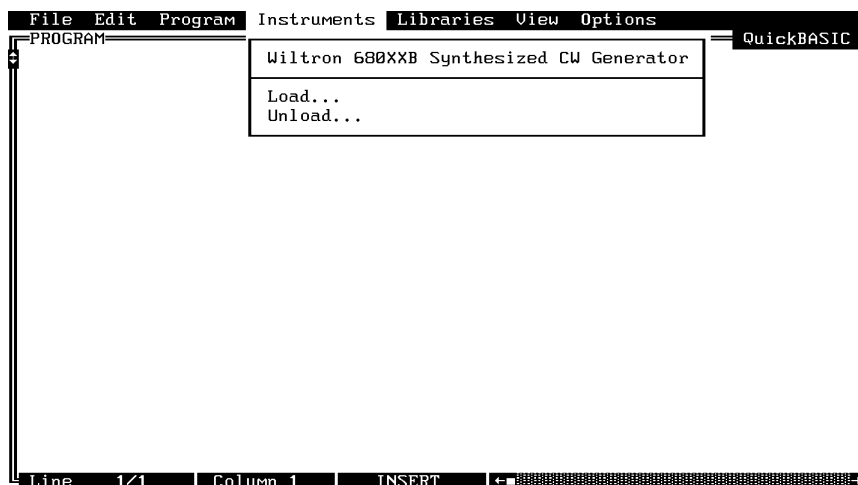 File Edit Program Instruments Libraries View Options
PROGRAM
QuickBASIC
Wiltron 680XXB Synthesized CW Generator
Load...
Unload...
Line 1/1 Column 1 INSERT ←